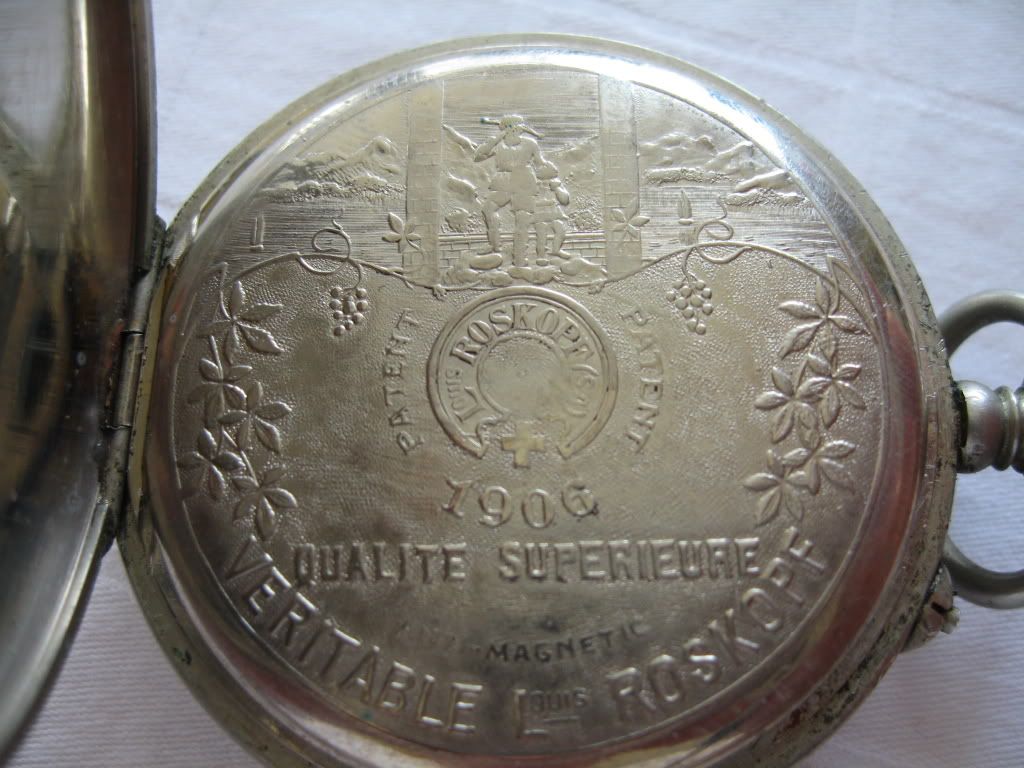 PATENT
Louis ROSKOPF
PATENT
1906
QUALITE SUPERIEURE
MAGNETIC
VERITABLE Louis ROSKOPF